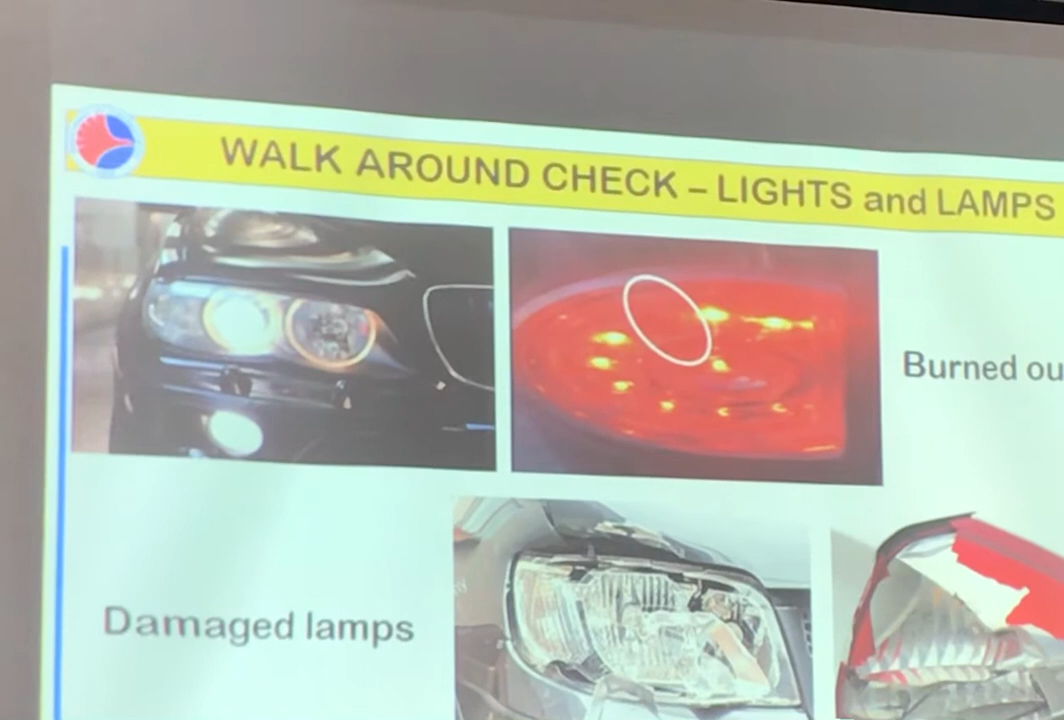 WALK AROUND CHECK – LIGHTS and LAMPS
Burned ou
Damaged lamps